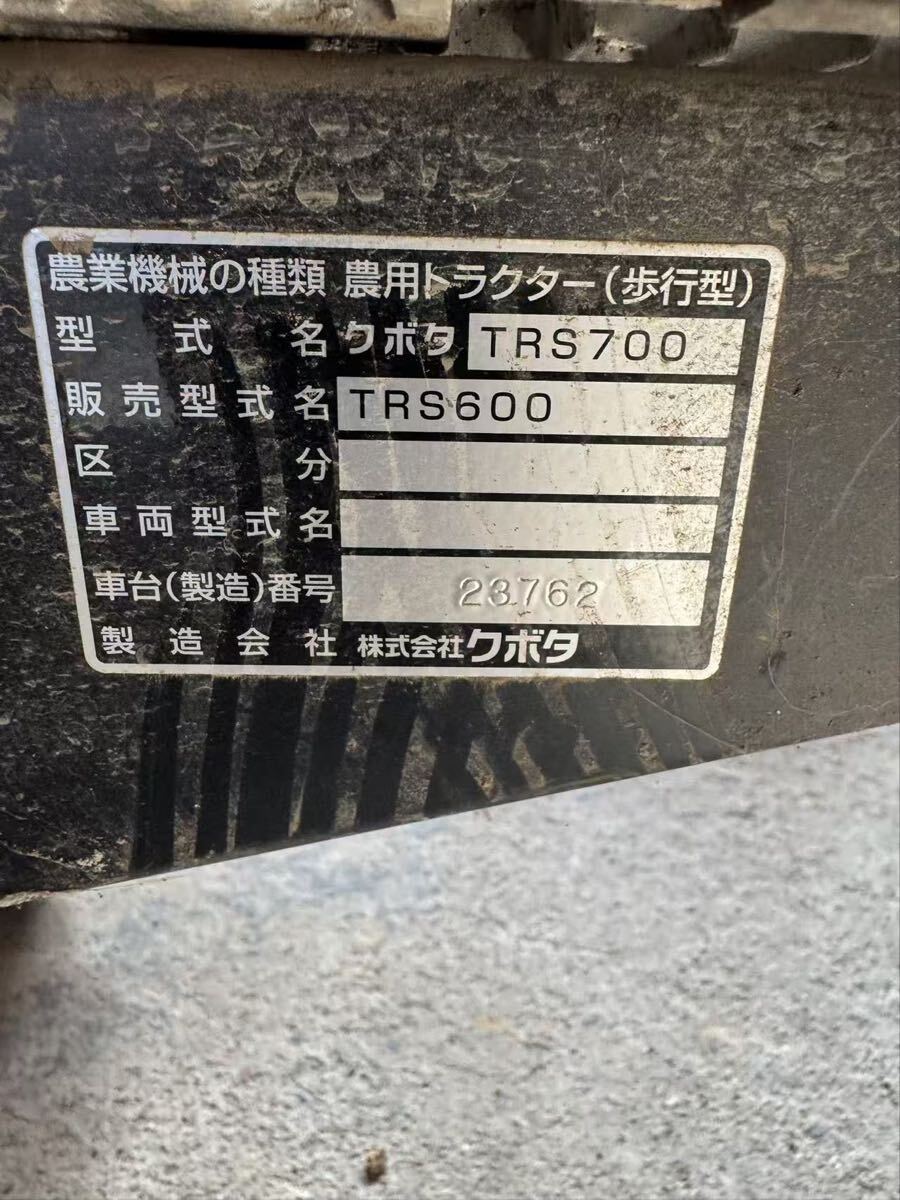 農業機械の種類 農用トラクター(歩行型)
型式名 クボタ TRS700
販売型式名 TRS600
区分
車両型式名
車台(製造)番号 23762
製造会社 株式会社クボタ